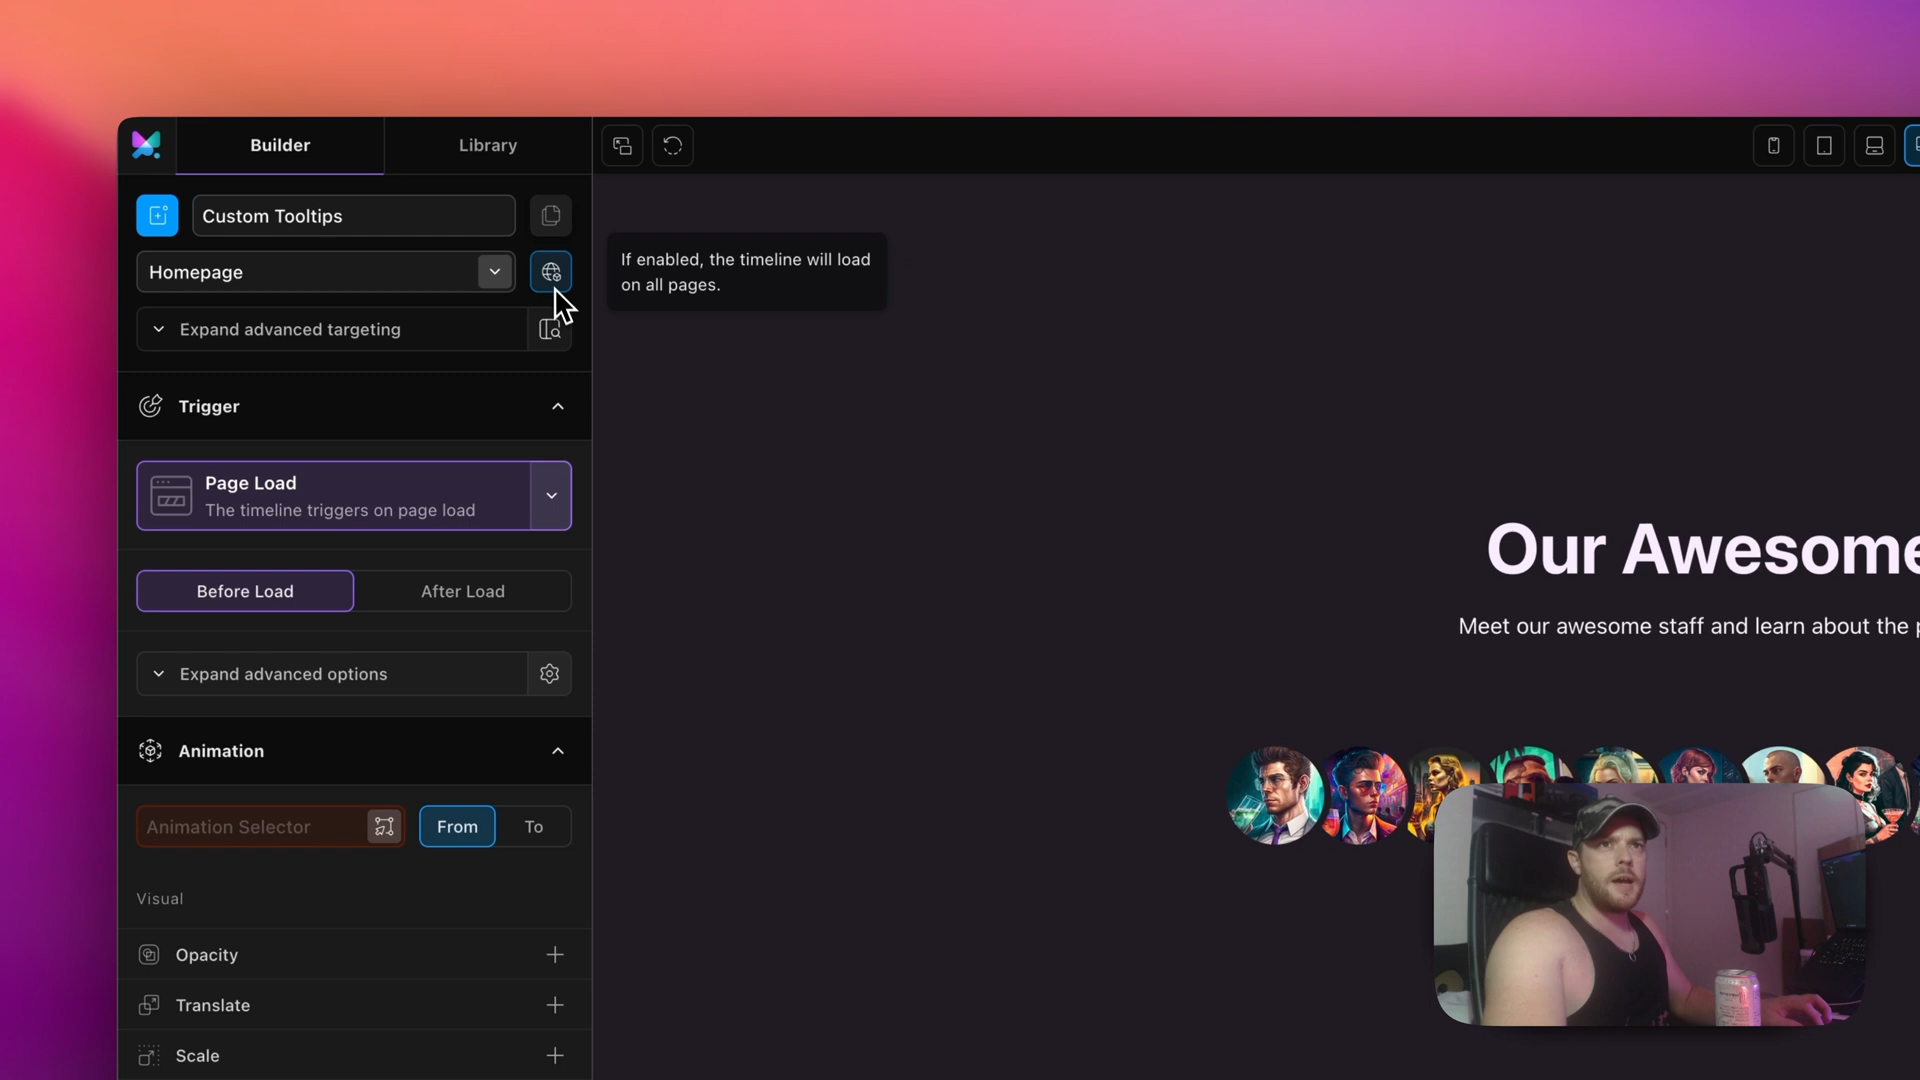 Builder
Library
Custom Tooltips
Homepage
If enabled, the timeline will load
on all pages.
Expand advanced targeting
Trigger
Page Load
The timeline triggers on page load
Before Load
After Load
Expand advanced options
Our Awesome
Meet our awesome staff and learn about the p
Animation
Animation Selector
From
To
Visual
Opacity
Translate
Scale